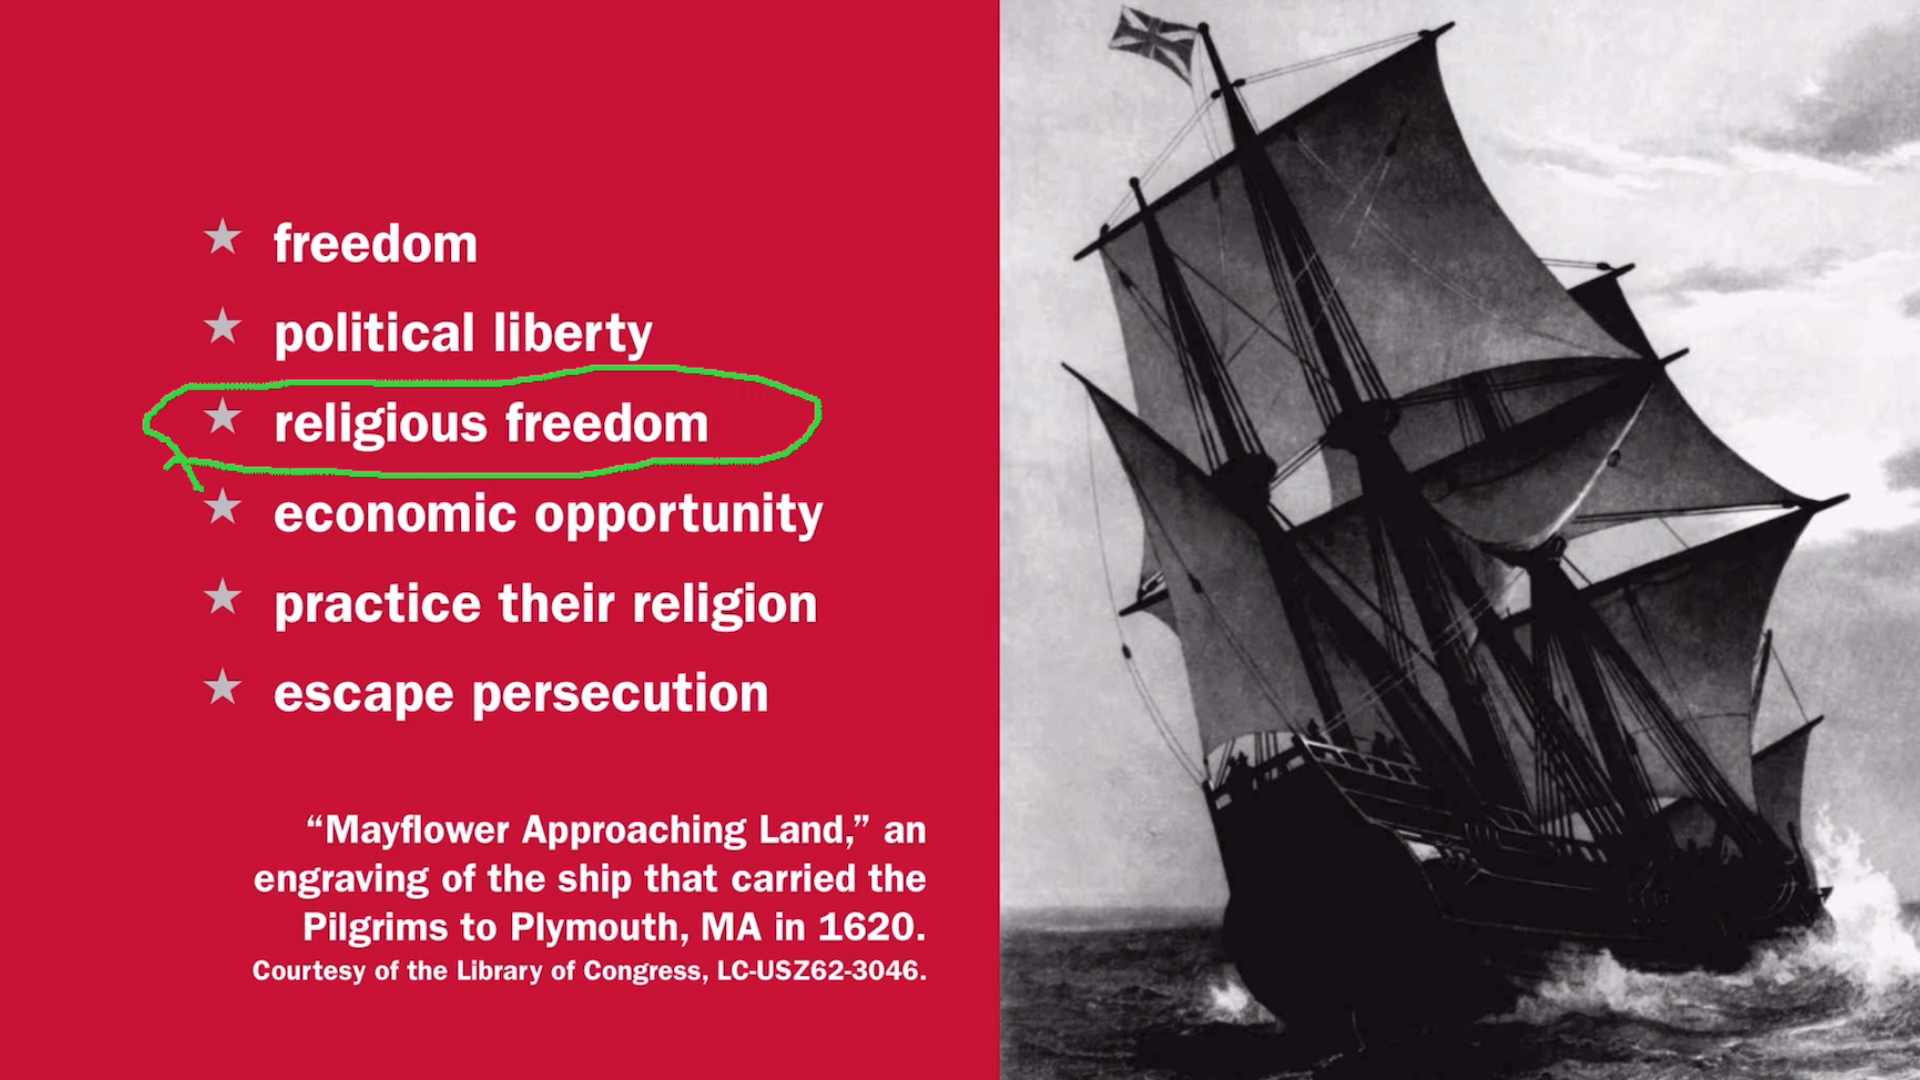 freedom
political liberty
religious freedom
economic opportunity
practice their religion
escape persecution
“Mayflower Approaching Land,” an
engraving of the ship that carried the
Pilgrims to Plymouth, MA in 1620.
Courtesy of the Library of Congress, LC-USZ62-3046.